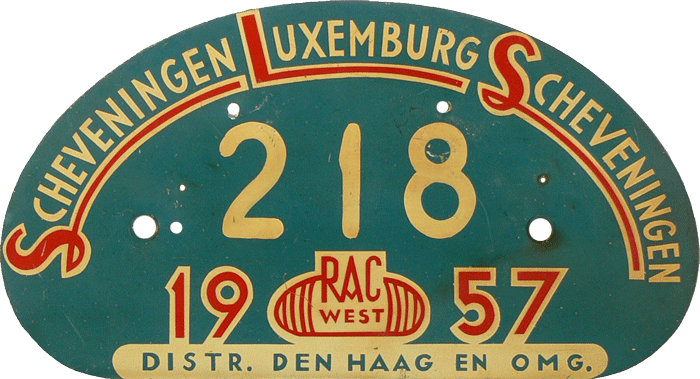 SCHEVENINGEN LUXEMBURG SCHEVENINGEN
218
19 RAC WEST 57
DISTR. DEN HAAG EN OMG.